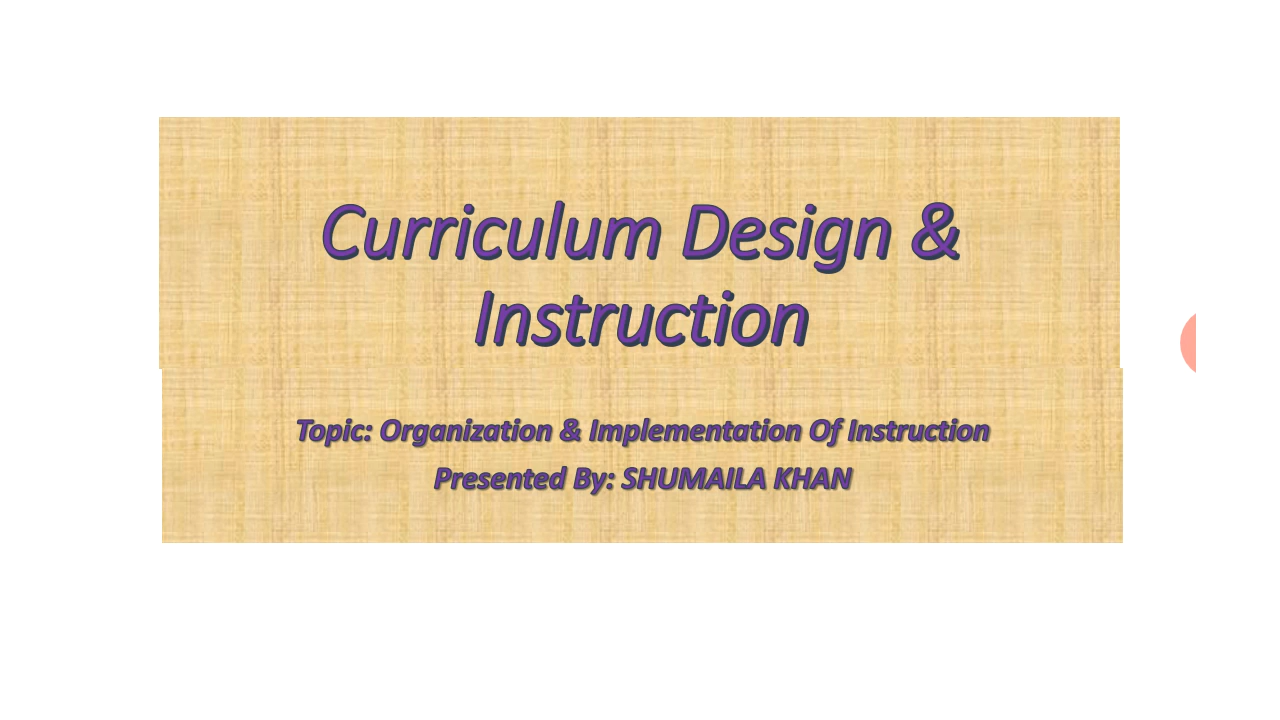 Curriculum Design &
Instruction
Topic: Organization & Implementation Of Instruction
Presented By: SHUMAILA KHAN